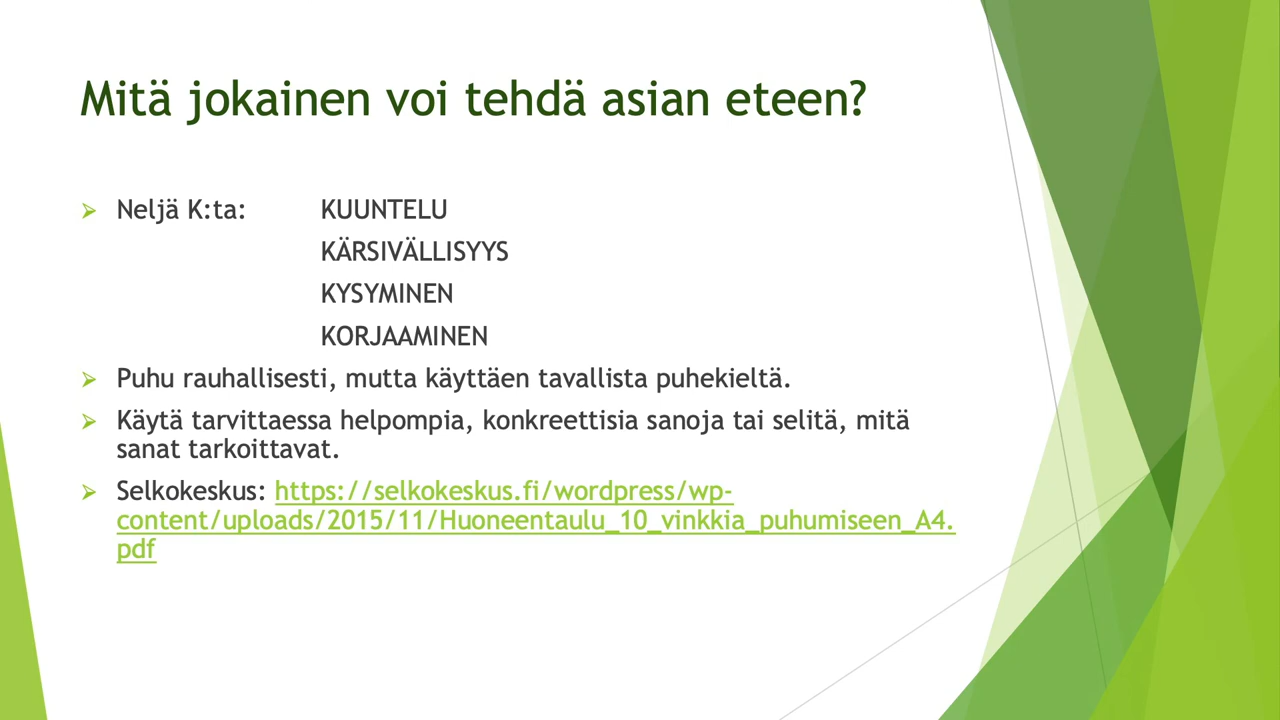 Mitä jokainen voi tehdä asian eteen?
Neljä K:ta: KUUNTELU
KÄRSIVÄLLISYYS
KYSYMINEN
KORJAAMINEN
Puhu rauhallisesti, mutta käyttäen tavallista puhekieltä.
Käytä tarvittaessa helpompia, konkreettisia sanoja tai selitä, mitä
sanat tarkoittavat.
Selkokeskus: https://selkokeskus.fi/wordpress/wp-
content/uploads/2015/11/Huoneentaulu_10_vinkkia_puhumiseen_A4.
pdf